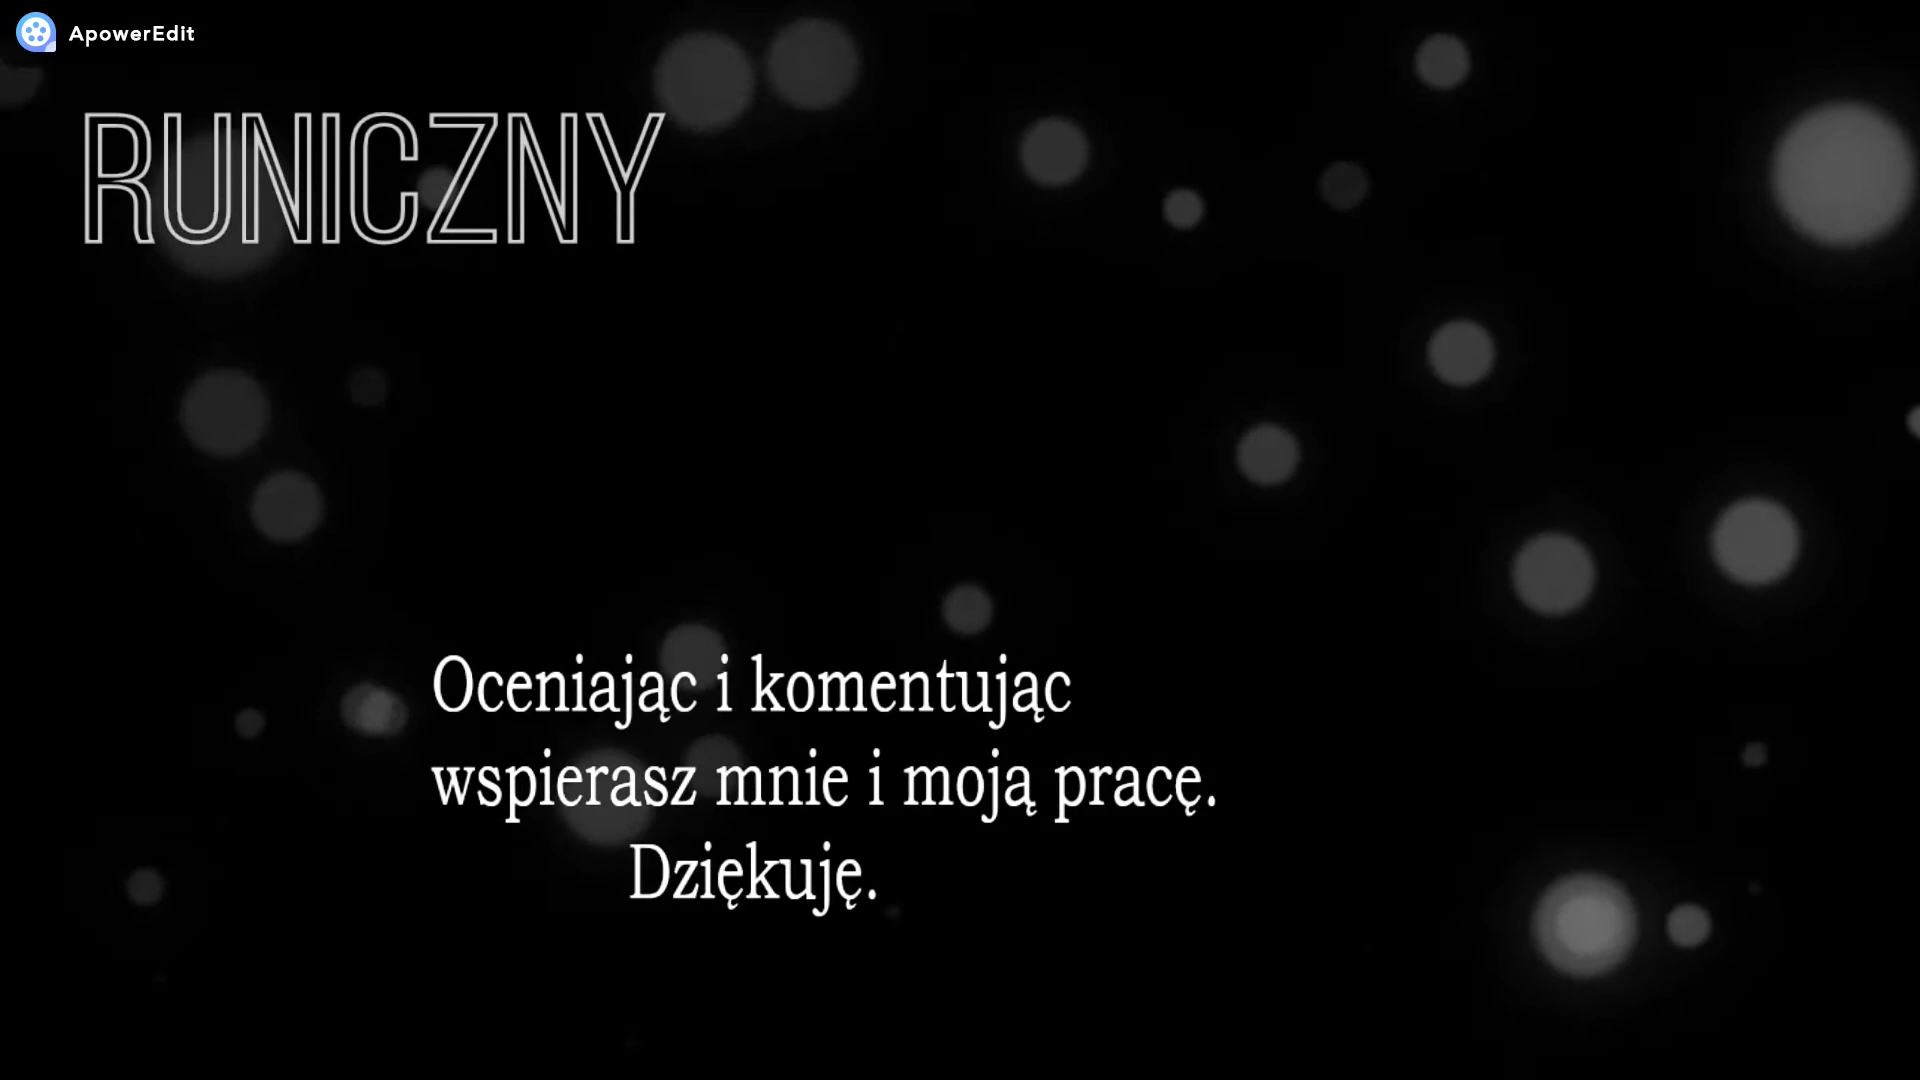 ApowerEdit
RUNICZNY
Oceniając i komentując
wspierasz mnie i moją pracę.
Dziękuję.